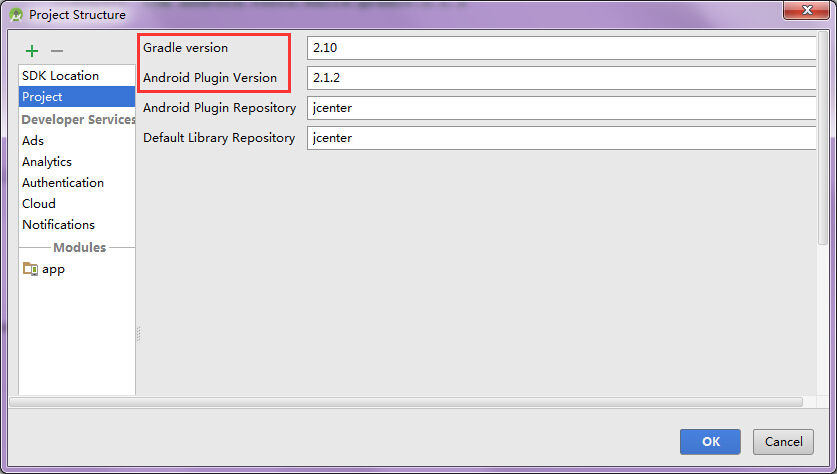 Project Structure
Gradle version 2.10
SDK Location
Android Plugin Version 2.1.2
Project
Android Plugin Repository jcenter
Developer Services
Default Library Repository jcenter
Ads
Analytics
Authentication
Cloud
Notifications
Modules
app
OK
Cancel